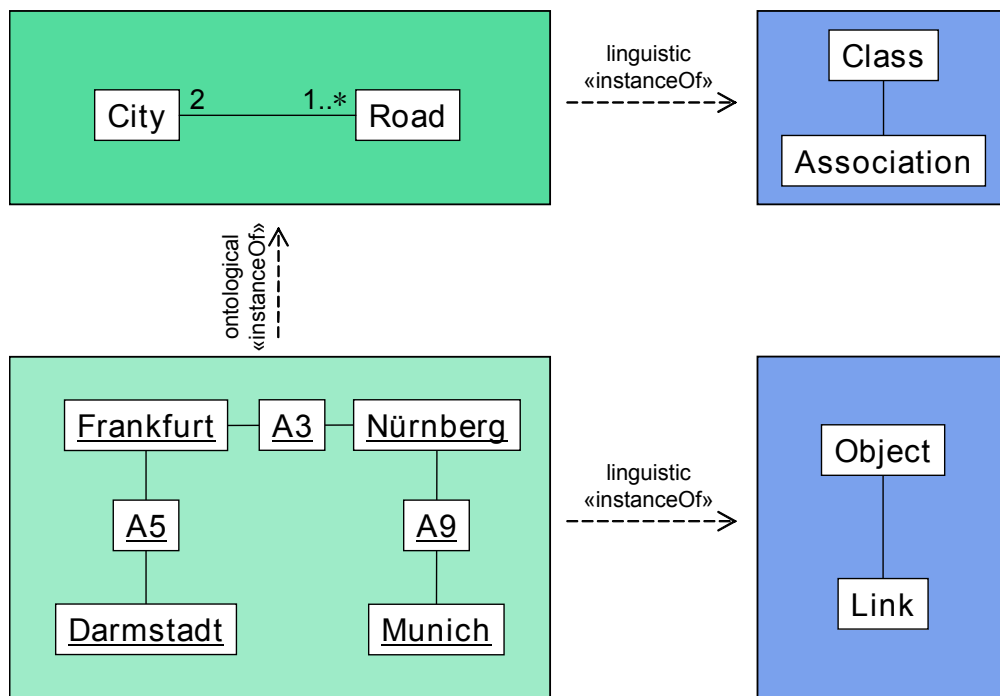 linguistic
«instanceOf»
Class
City
2
1..*
Road
Association
ontological
«instanceOf»
Frankfurt
A3
Nürnberg
linguistic
«instanceOf»
Object
A5
A9
Darmstadt
Munich
Link